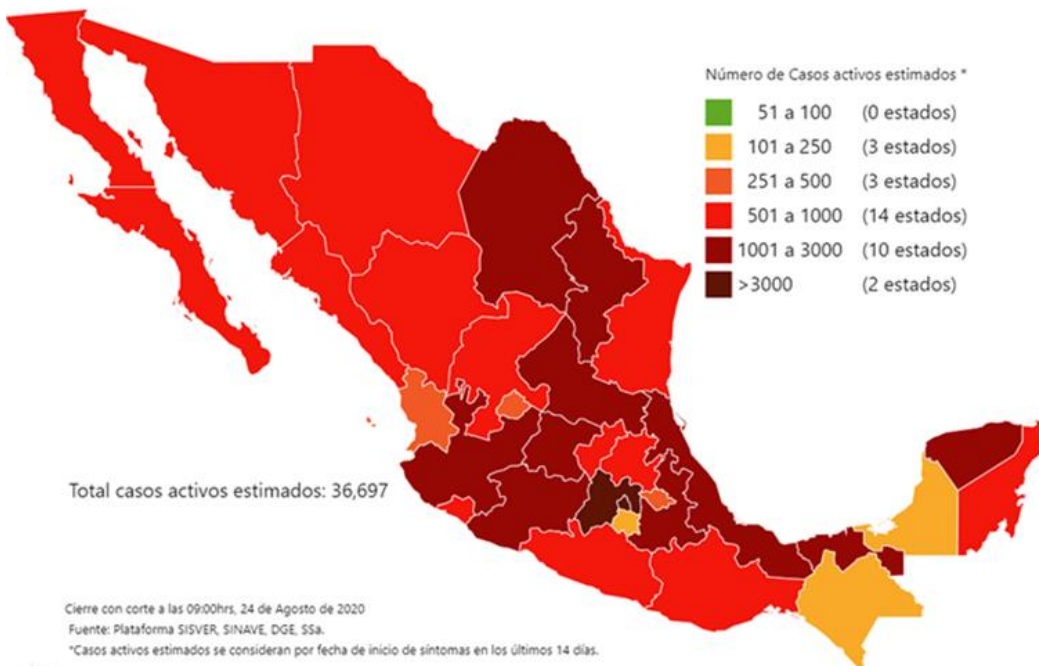 Número de Casos activos estimados *
51 a 100 (0 estados)
101 a 250 (3 estados)
251 a 500 (3 estados)
501 a 1000 (14 estados)
1001 a 3000 (10 estados)
>3000 (2 estados)
Total casos activos estimados: 36,697
Cierre con corte a las 09:00hrs, 24 de Agosto de 2020
Fuente: Plataforma SISVER, SINAVE, DGE, SSa.
*Casos activos estimados se consideran por fecha de inicio de síntomas en los últimos 14 días.